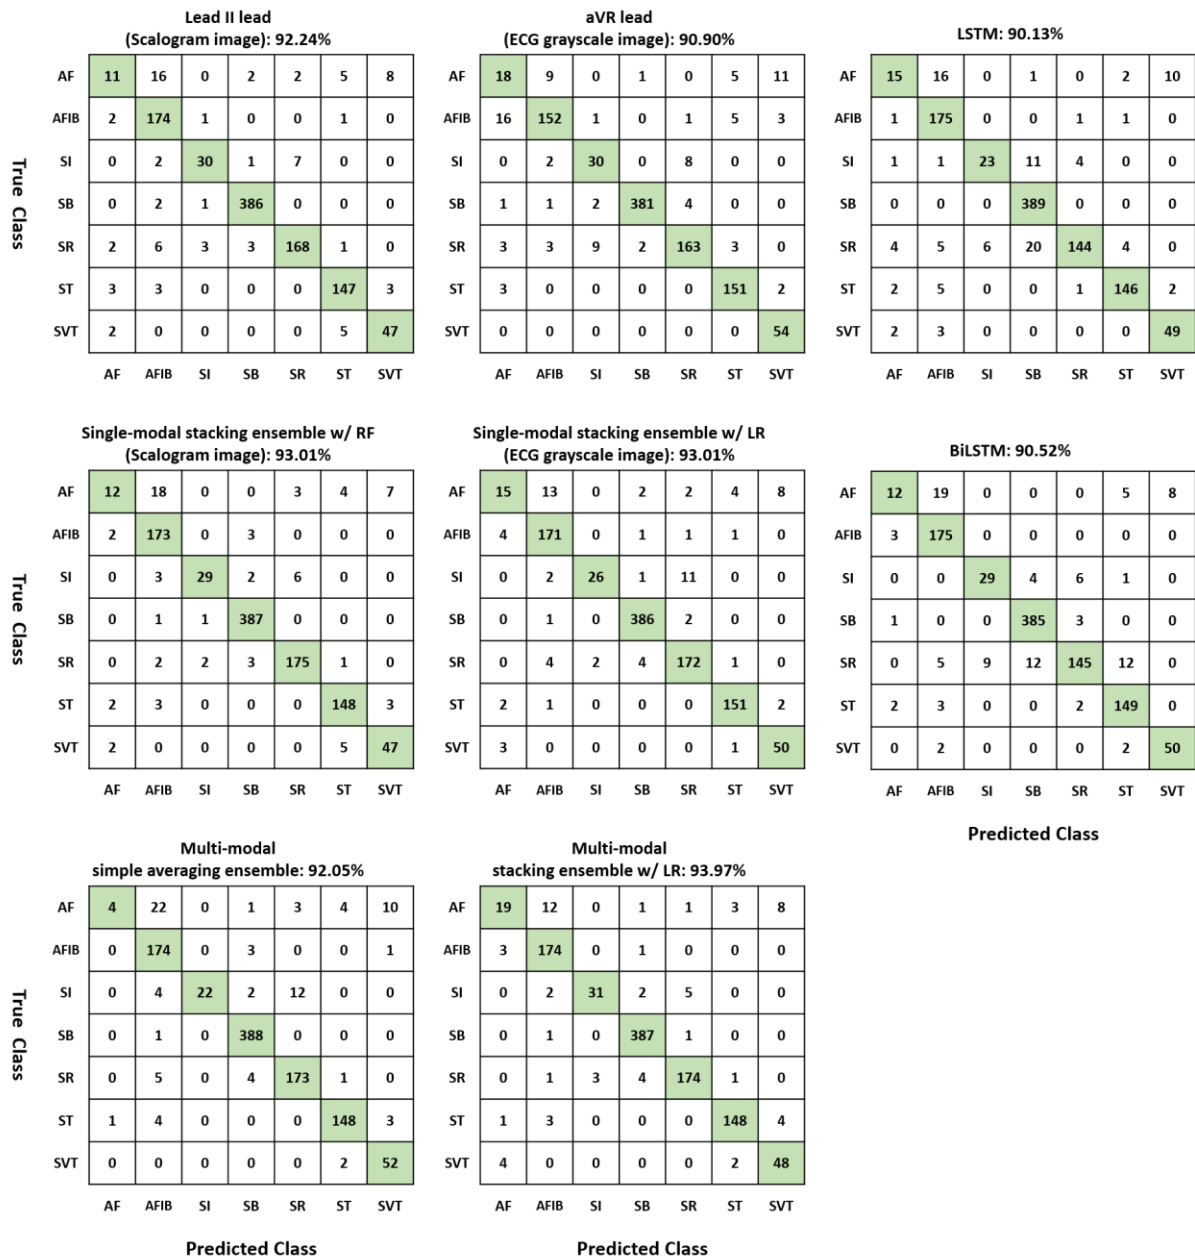 Lead II lead
(Scalogram image): 92.24%
AF 11 16 0 2 2 5 8
AFIB 2 174 1 0 0 1 0
SI 0 2 30 1 7 0 0
SB 0 2 1 386 0 0 0
SR 2 6 3 3 168 1 0
ST 3 3 0 0 0 147 3
SVT 2 0 0 0 0 5 47
AF AFIB SI SB SR ST SVT
True Class
aVR lead
(ECG grayscale image): 90.90%
AF 18 9 0 1 0 5 11
AFIB 16 152 1 0 1 5 3
SI 0 2 30 0 8 0 0
SB 1 1 2 381 4 0 0
SR 3 3 9 2 163 3 0
ST 3 0 0 0 0 151 2
SVT 0 0 0 0 0 0 54
AF AFIB SI SB SR ST SVT
LSTM: 90.13%
AF 15 16 0 1 0 2 10
AFIB 1 175 0 0 1 1 0
SI 1 1 23 11 4 0 0
SB 0 0 0 389 0 0 0
SR 4 5 6 20 144 4 0
ST 2 5 0 0 1 146 2
SVT 2 3 0 0 0 0 49
AF AFIB SI SB SR ST SVT
Single-modal stacking ensemble w/ RF
(Scalogram image): 93.01%
AF 12 18 0 0 3 4 7
AFIB 2 173 0 3 0 0 0
SI 0 3 29 2 6 0 0
SB 0 1 1 387 0 0 0
SR 0 2 2 3 175 1 0
ST 2 3 0 0 0 148 3
SVT 2 0 0 0 0 5 47
AF AFIB SI SB SR ST SVT
True Class
Single-modal stacking ensemble w/ LR
(ECG grayscale image): 93.01%
AF 15 13 0 2 2 4 8
AFIB 4 171 0 1 1 1 0
SI 0 2 26 1 11 0 0
SB 0 1 0 386 2 0 0
SR 0 4 2 4 172 1 0
ST 2 1 0 0 0 151 2
SVT 3 0 0 0 0 1 50
AF AFIB SI SB SR ST SVT
BiLSTM: 90.52%
AF 12 19 0 0 0 5 8
AFIB 3 175 0 0 0 0 0
SI 0 0 29 4 6 1 0
SB 1 0 0 385 3 0 0
SR 0 5 9 12 145 12 0
ST 2 3 0 0 2 149 0
SVT 0 2 0 0 0 2 50
AF AFIB SI SB SR ST SVT
Predicted Class
Multi-modal
simple averaging ensemble: 92.05%
AF 4 22 0 1 3 4 10
AFIB 0 174 0 3 0 0 1
SI 0 4 22 2 12 0 0
SB 0 1 0 388 0 0 0
SR 0 5 0 4 173 1 0
ST 1 4 0 0 0 148 3
SVT 0 0 0 0 0 2 52
AF AFIB SI SB SR ST SVT
True Class
Predicted Class
Multi-modal
stacking ensemble w/ LR: 93.97%
AF 19 12 0 1 1 3 8
AFIB 3 174 0 1 0 0 0
SI 0 2 31 2 5 0 0
SB 0 1 0 387 1 0 0
SR 0 1 3 4 174 1 0
ST 1 3 0 0 0 148 4
SVT 4 0 0 0 0 2 48
AF AFIB SI SB SR ST SVT
Predicted Class